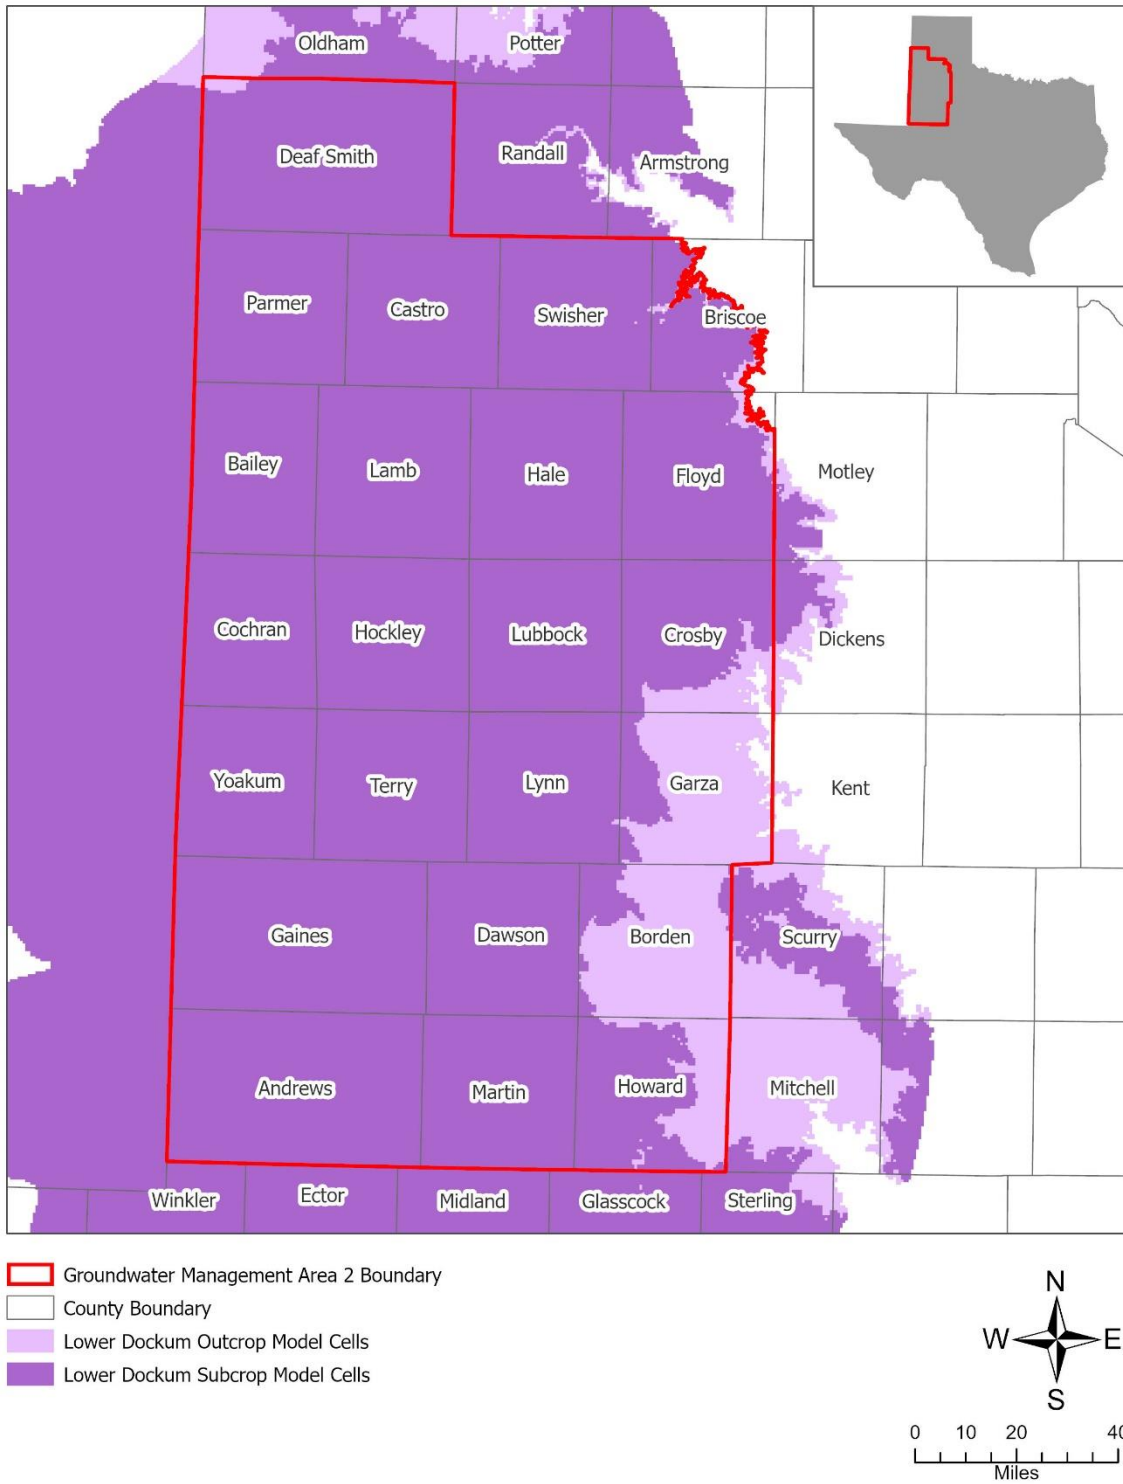 Oldham
Potter
Deaf Smith
Randall
Armstrong
Parmer
Castro
Swisher
Briscoe
Bailey
Lamb
Hale
Floyd
Motley
Cochran
Hockley
Lubbock
Crosby
Dickens
Yoakum
Terry
Lynn
Garza
Kent
Gaines
Dawson
Borden
Scurry
Andrews
Martin
Howard
Mitchell
Winkler
Ector
Midland
Glasscock
Sterling
Groundwater Management Area 2 Boundary
County Boundary
Lower Dockum Outcrop Model Cells
Lower Dockum Subcrop Model Cells
N
W
E
S
0 10 20 40
Miles